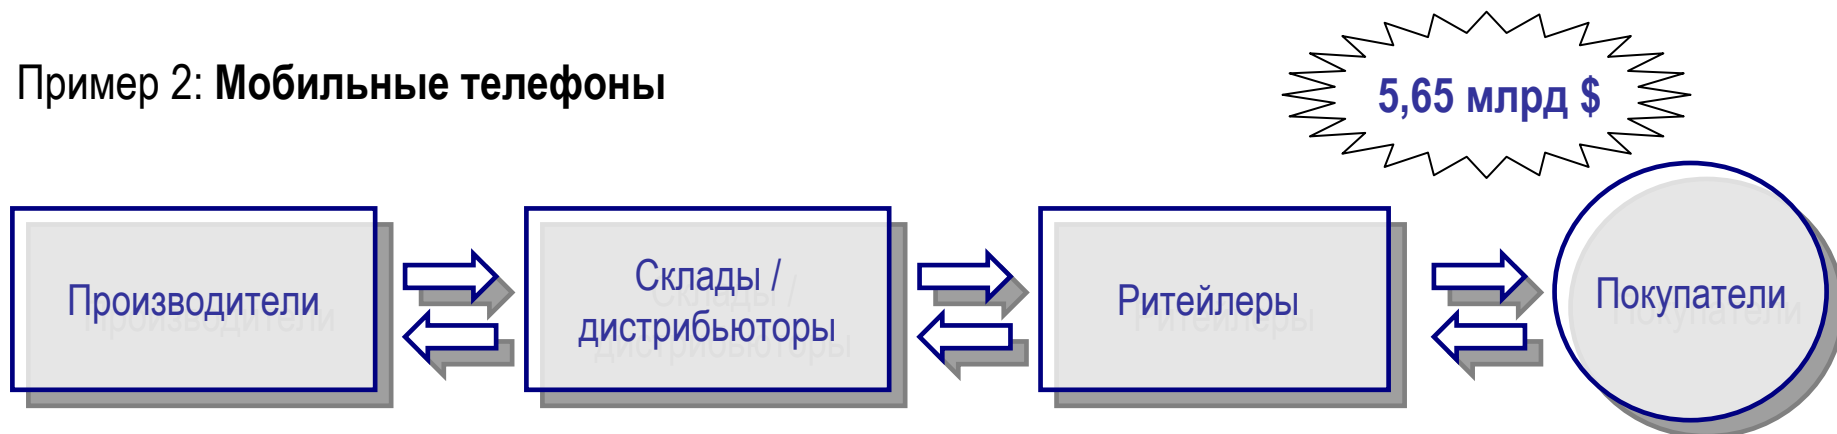 Пример 2: Мобильные телефоны
5,65 млрд $
Производители
Склады /
дистрибьюторы
Ритейлеры
Покупатели